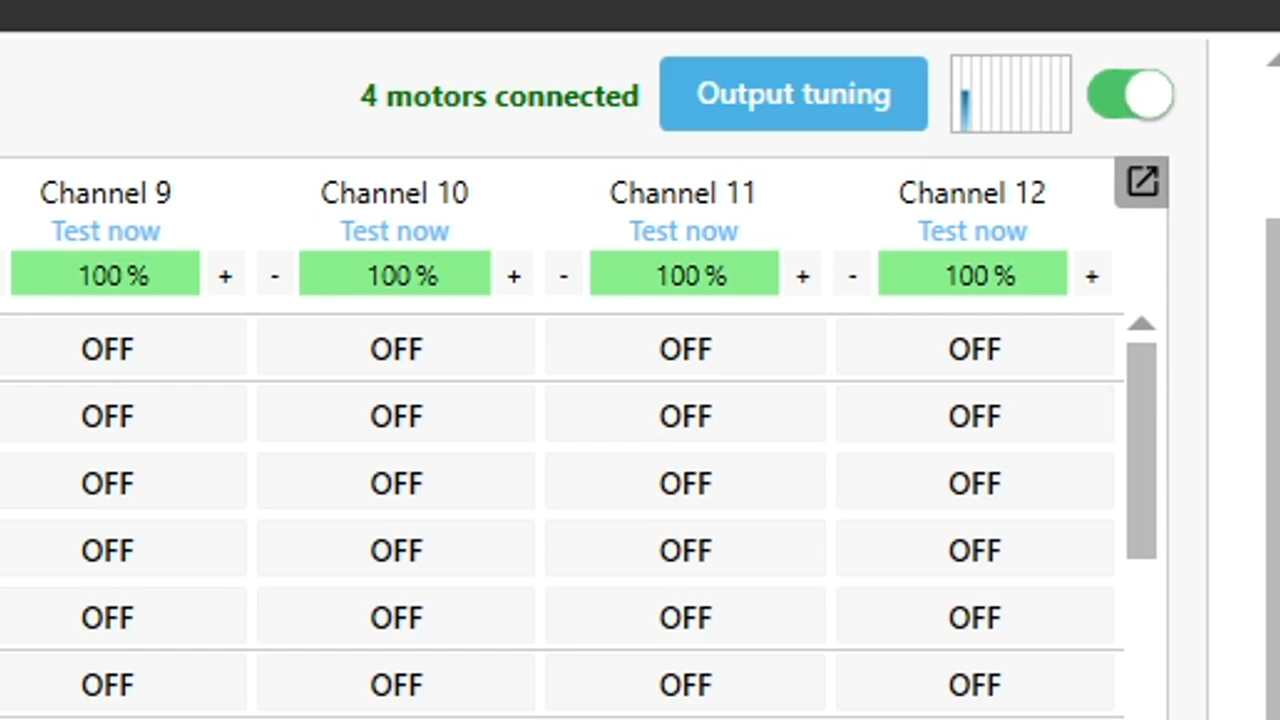 4 motors connected Output tuning
Channel 9 Channel 10 Channel 11 Channel 12
Test now Test now Test now Test now
100 % + - 100 % + - 100 % + - 100 % +
OFF OFF OFF OFF
OFF OFF OFF OFF
OFF OFF OFF OFF
OFF OFF OFF OFF
OFF OFF OFF OFF
OFF OFF OFF OFF